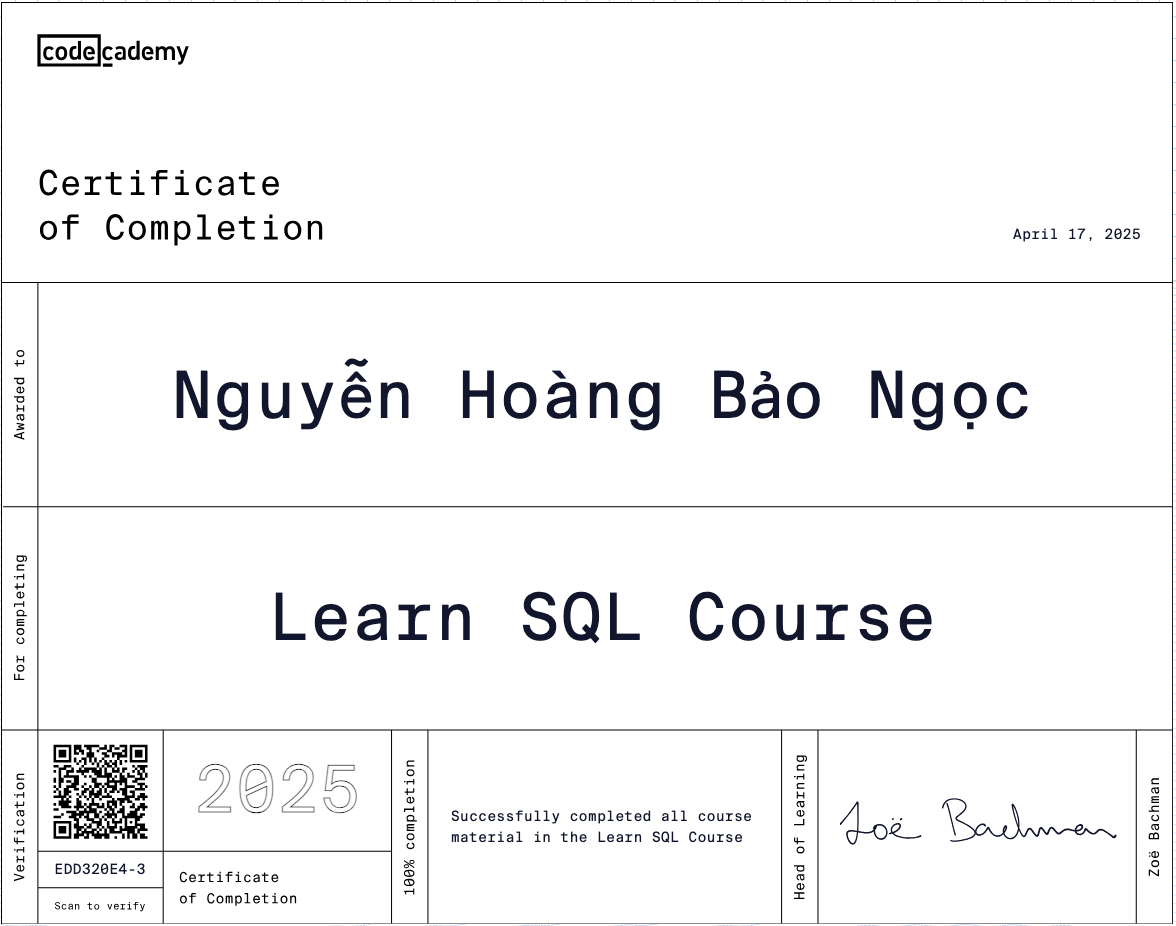 codecademy
Certificate
of Completion
April 17, 2025
Awarded to
Nguyễn Hoàng Bảo Ngọc
For completing
Learn SQL Course
Verification
EDD320E4-3
Scan to verify
2025
Certificate
of Completion
100% completion
Successfully completed all course
material in the Learn SQL Course
Head of Learning
Zoë Bachman
Zoë Bachman